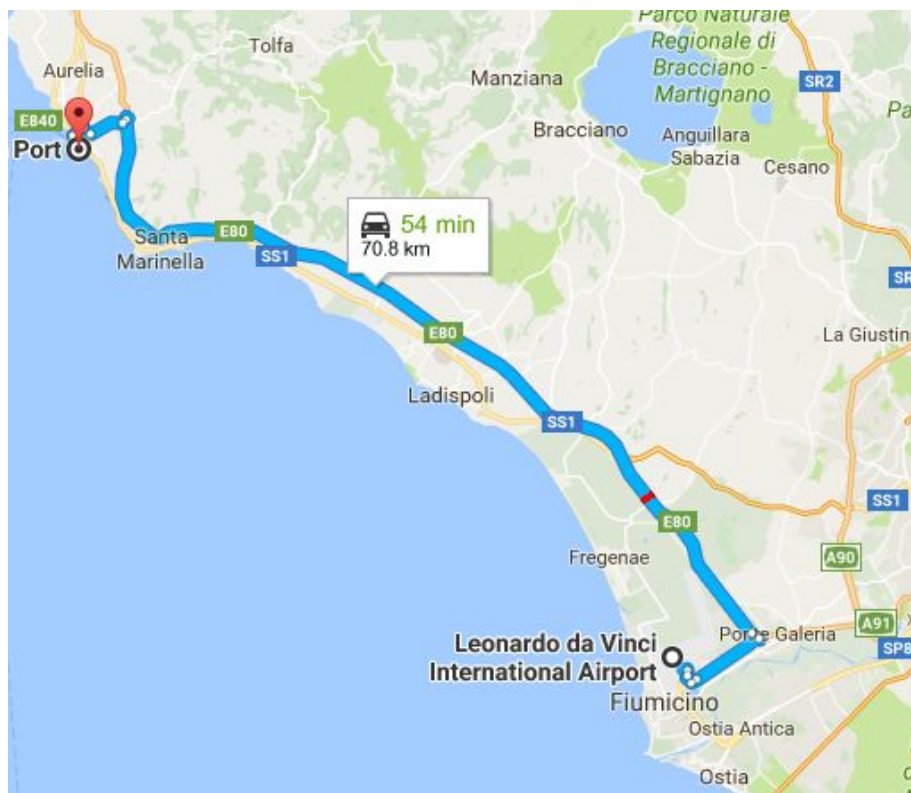 Parco Naturale
Regionale di
Bracciano -
Martignano
Tolfa
Aurelia
Manziana
SR2
E840
Port
Bracciano
Anguillara
Sabazia
Cesano
54 min
70.8 km
Santa
Marinella
E80
SS1
E80
La Giustin
Ladispoli
SS1
SS1
E80
Fregenae
A90
A91
Ponte Galeria
SP8
Leonardo da Vinci
International Airport
Fiumicino
Ostia Antica
Ostia